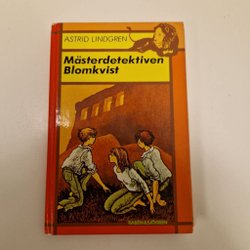 ASTRID LINDGREN
Mästerdetektiven
Blomkvist
RABÉN & SJÖGREN